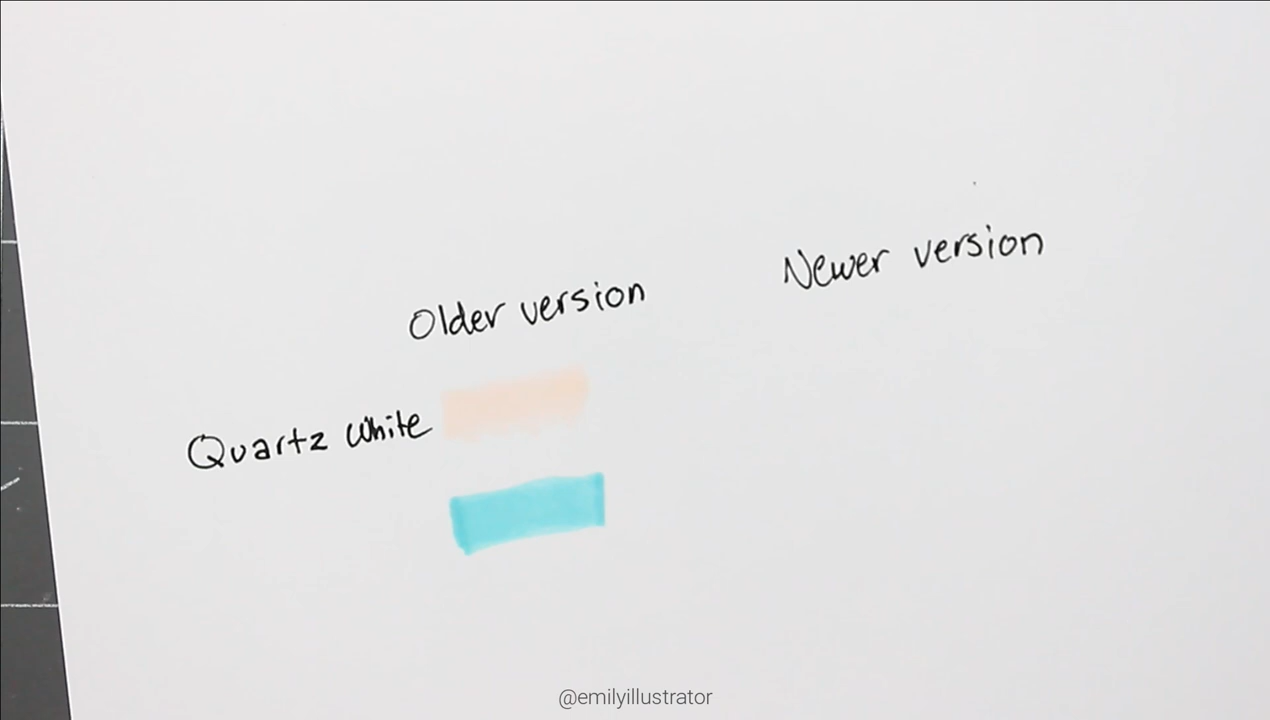 Older version
Newer version
Quartz white
@emilyillustrator